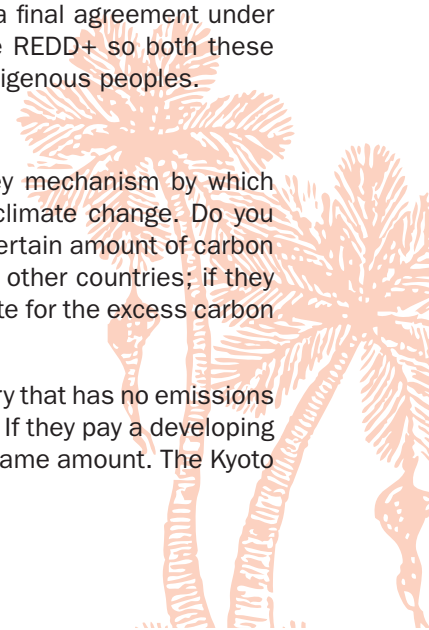 a final agreement under
REDD+ so both these
igenous peoples.
mechanism by which
climate change. Do you
ertain amount of carbon
other countries; if they
te for the excess carbon
ry that has no emissions
If they pay a developing
ame amount. The Kyoto